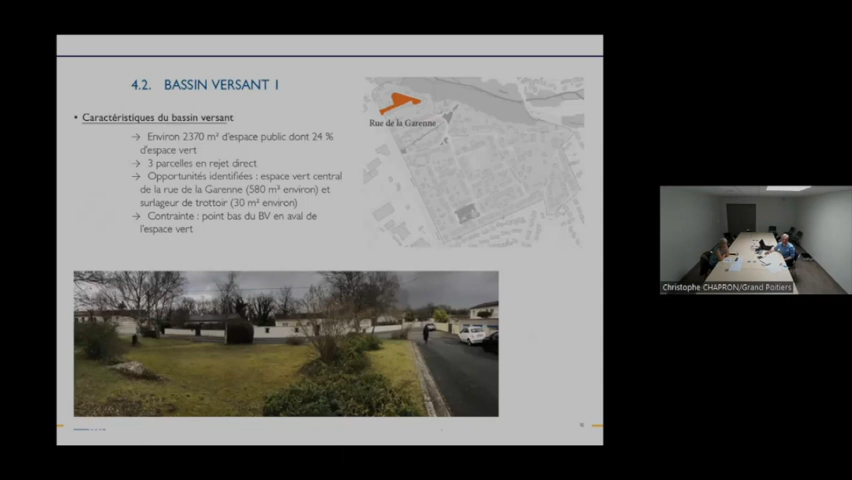 4.2. BASSIN VERSANT 1
• Caractéristiques du bassin versant
→ Environ 2370 m² d'espace public dont 24 %
d'espace vert
→ 3 parcelles en rejet direct
→ Opportunités identifiées : espace vert central
de la rue de la Garenne (580 m² environ) et
surlageur de trottoir (30 m² environ)
→ Contrainte : point bas du BV en aval de
l'espace vert
Rue de la Garenne
Christophe CHAPRON/Grand Poitiers